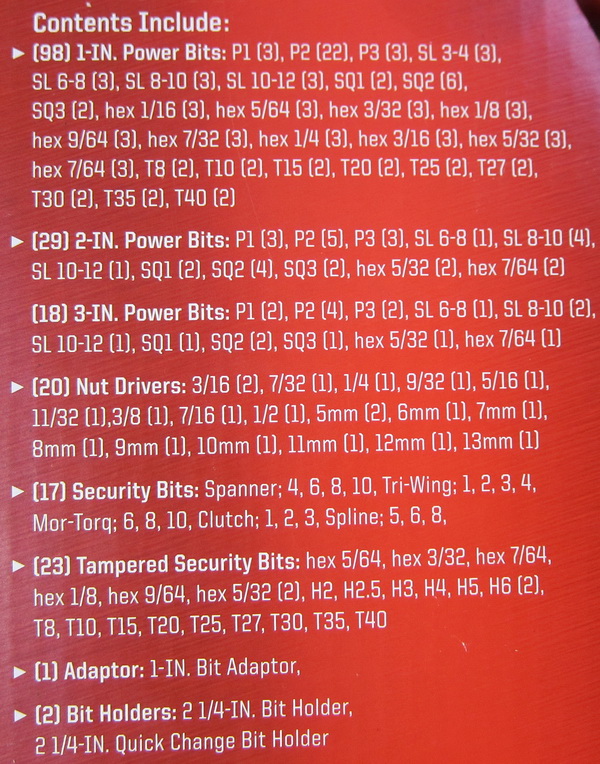 Contents Include:
► (98) 1-IN. Power Bits: P1 (3), P2 (22), P3 (3), SL 3-4 (3),
SL 6-8 (3), SL 8-10 (3), SL 10-12 (3), SQ1 (2), SQ2 (6),
SQ3 (2), hex 1/16 (3), hex 5/64 (3), hex 3/32 (3), hex 1/8 (3),
hex 9/64 (3), hex 7/32 (3), hex 1/4 (3), hex 3/16 (3), hex 5/32 (3),
hex 7/64 (3), T8 (2), T10 (2), T15 (2), T20 (2), T25 (2), T27 (2),
T30 (2), T35 (2), T40 (2)
► (29) 2-IN. Power Bits: P1 (3), P2 (5), P3 (3), SL 6-8 (1), SL 8-10 (4),
SL 10-12 (1), SQ1 (2), SQ2 (4), SQ3 (2), hex 5/32 (2), hex 7/64 (2)
(18) 3-IN. Power Bits: P1 (2), P2 (4), P3 (2), SL 6-8 (1), SL 8-10 (2),
SL 10-12 (1), SQ1 (1), SQ2 (2), SQ3 (1), hex 5/32 (1), hex 7/64 (1)
► (20) Nut Drivers: 3/16 (2), 7/32 (1), 1/4 (1), 9/32 (1), 5/16 (1),
11/32 (1),3/8 (1), 7/16 (1), 1/2 (1), 5mm (2), 6mm (1), 7mm (1),
8mm (1), 9mm (1), 10mm (1), 11mm (1), 12mm (1), 13mm (1)
► (17) Security Bits: Spanner; 4, 6, 8, 10, Tri-Wing; 1, 2, 3, 4,
Mor-Torq; 6, 8, 10, Clutch; 1, 2, 3, Spline; 5, 6, 8,
► (23) Tampered Security Bits: hex 5/64, hex 3/32, hex 7/64,
hex 1/8, hex 9/64, hex 5/32 (2), H2, H2.5, H3, H4, H5, H6 (2),
T8, T10, T15, T20, T25, T27, T30, T35, T40
► (1) Adaptor: 1-IN. Bit Adaptor,
► (2) Bit Holders: 2 1/4-IN. Bit Holder,
2 1/4-IN. Quick Change Bit Holder